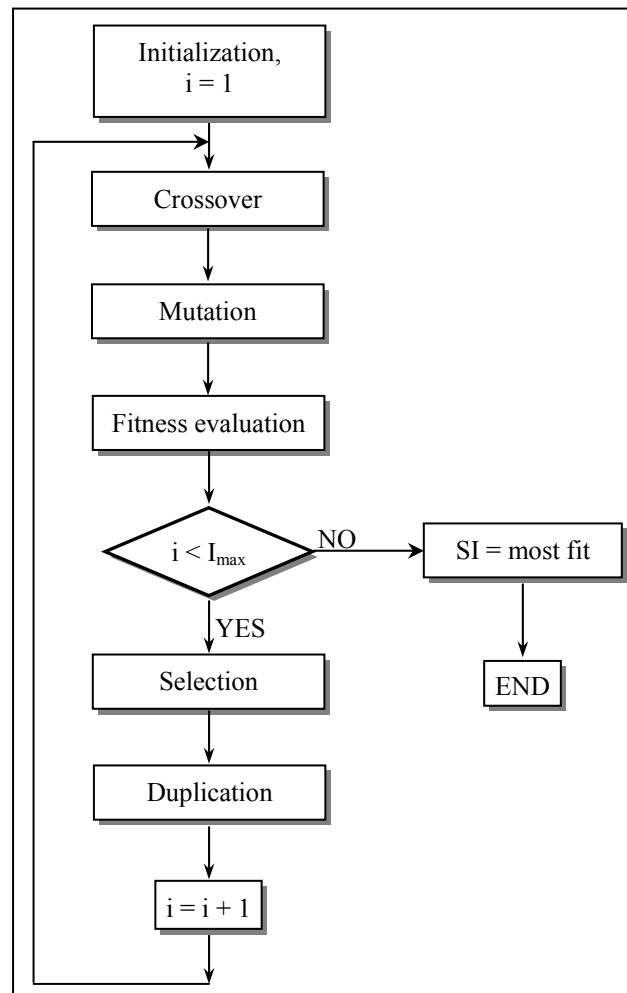 Initialization,
i = 1
Crossover
Mutation
Fitness evaluation
i < Imax
NO
SI = most fit
YES
END
Selection
Duplication
i = i + 1